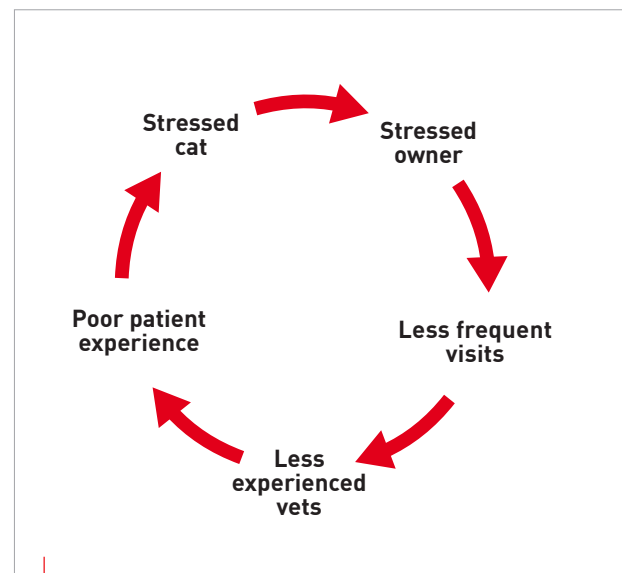 Stressed
cat
Stressed
owner
Less frequent
visits
Less
experienced
vets
Poor patient
experience